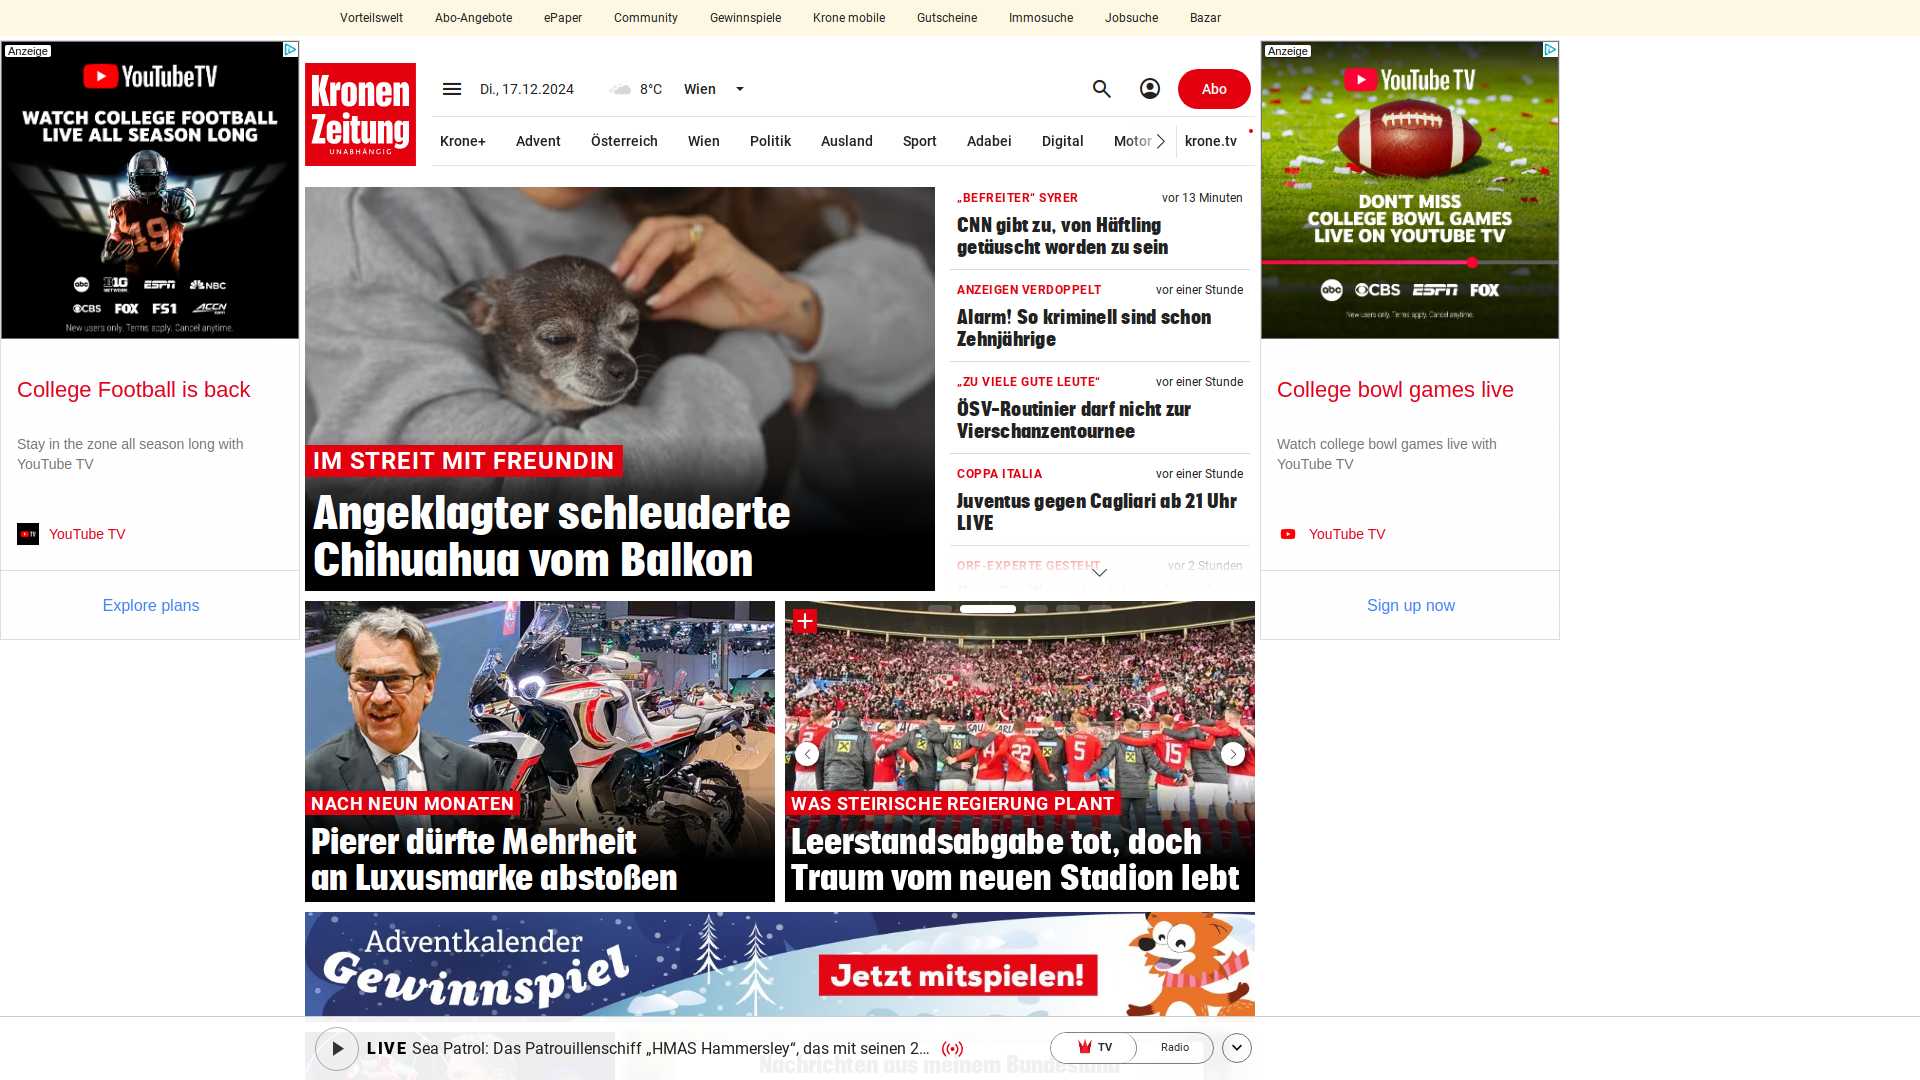 Vorteilswelt Abo-Angebote ePaper Community Gewinnspiele Krone mobile Gutscheine Immosuche Jobsuche Bazar
Anzeige
YouTubeTV
WATCH COLLEGE FOOTBALL
LIVE ALL SEASON LONG
49
abc B1G ESPN NBC
CBS FOX FS1 ACCN
New users only. Terms apply. Cancel anytime.
College Football is back
Stay in the zone all season long with
YouTube TV
YouTube TV
Explore plans
Kronen
Zeitung
UNABHÄNGIG
Di., 17.12.2024 8°C Wien
Abo
Krone+ Advent Österreich Wien Politik Ausland Sport Adabei Digital Motor krone.tv
IM STREIT MIT FREUNDIN
Angeklagter schleuderte
Chihuahua vom Balkon
„BEFREITER“ SYRER vor 13 Minuten
CNN gibt zu, von Häftling
getäuscht worden zu sein
ANZEIGEN VERDOPPELT vor einer Stunde
Alarm! So kriminell sind schon
Zehnjährige
„ZU VIELE GUTE LEUTE“ vor einer Stunde
ÖSV-Routinier darf nicht zur
Vierschanzentournee
COPPA ITALIA vor einer Stunde
Juventus gegen Cagliari ab 21 Uhr
LIVE
ORF-EXPERTE GESTEHT vor 2 Stunden
NACH NEUN MONATEN
Pierer dürfte Mehrheit
an Luxusmarke abstoßen
22 5 15
WAS STEIRISCHE REGIERUNG PLANT
Leerstandsabgabe tot, doch
Traum vom neuen Stadion lebt
Adventkalender
Gewinnspiel
Jetzt mitspielen!
LIVE Sea Patrol: Das Patrouillenschiff „HMAS Hammersley“, das mit seinen 2...
TV Radio
Nachrichten aus meinem Bundesland
Anzeige
YouTube TV
DON'T MISS
COLLEGE BOWL GAMES
LIVE ON YOUTUBE TV
abc CBS ESPN FOX
New users only. Terms apply. Cancel anytime.
College bowl games live
Watch college bowl games live with
YouTube TV
YouTube TV
Sign up now